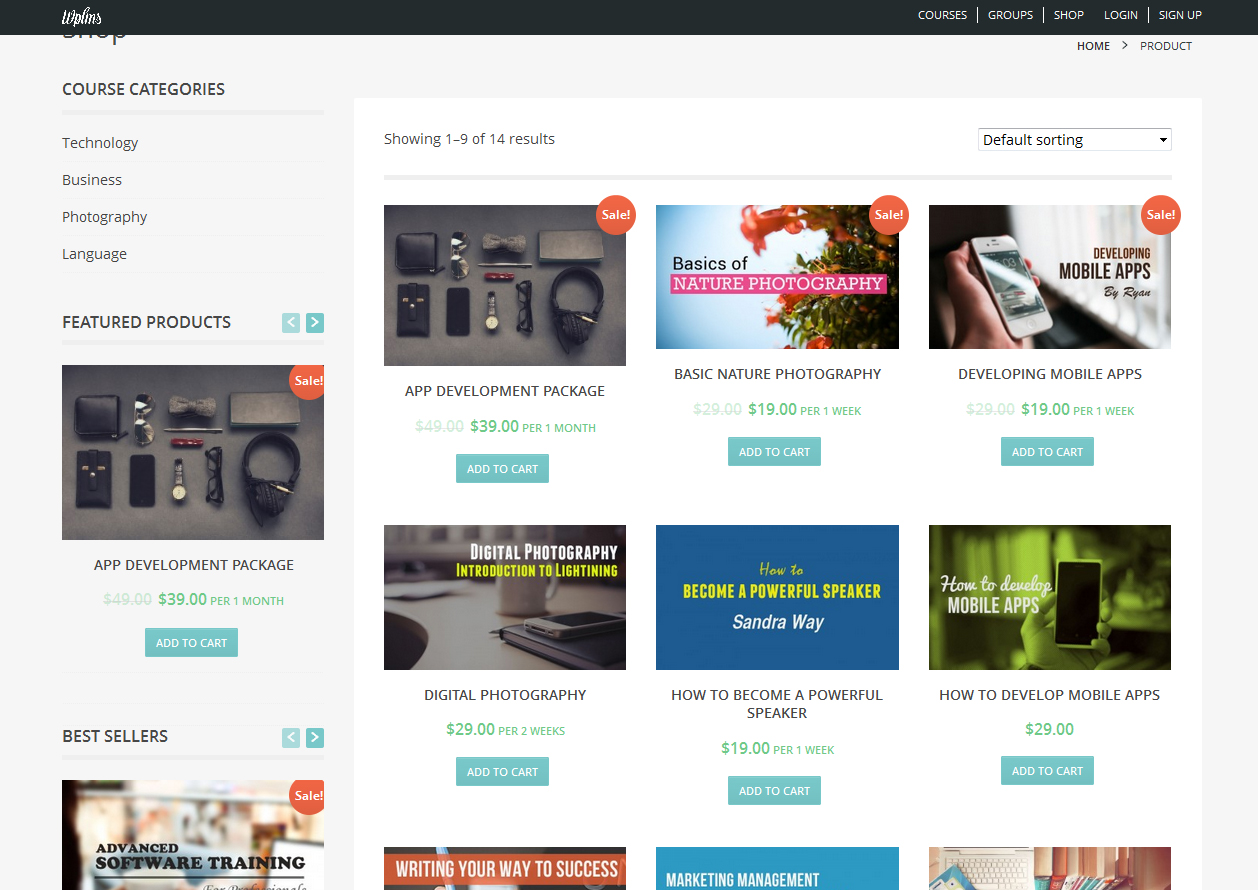 Wplms
COURSES
GROUPS
SHOP
LOGIN
SIGN UP
Shop
HOME > PRODUCT
COURSE CATEGORIES
Technology
Business
Photography
Language
FEATURED PRODUCTS
Sale!
APP DEVELOPMENT PACKAGE
$49.00 $39.00 PER 1 MONTH
ADD TO CART
BEST SELLERS
Sale!
ADVANCED
SOFTWARE TRAINING
(For Professionals
Showing 1–9 of 14 results
Default sorting
Sale!
APP DEVELOPMENT PACKAGE
$49.00 $39.00 PER 1 MONTH
ADD TO CART
Sale!
Basics of
NATURE PHOTOGRAPHY
BASIC NATURE PHOTOGRAPHY
$29.00 $19.00 PER 1 WEEK
ADD TO CART
Sale!
DEVELOPING
MOBILE APPS
By Ryan
DEVELOPING MOBILE APPS
$29.00 $19.00 PER 1 WEEK
ADD TO CART
DIGITAL PHOTOGRAPHY
INTRODUCTION TO LIGHTINING
DIGITAL PHOTOGRAPHY
$29.00 PER 2 WEEKS
ADD TO CART
How to
BECOME A POWERFUL SPEAKER
Sandra Way
HOW TO BECOME A POWERFUL
SPEAKER
$19.00 PER 1 WEEK
ADD TO CART
How to develop
MOBILE APPS
HOW TO DEVELOP MOBILE APPS
$29.00
ADD TO CART
WRITING YOUR WAY TO SUCCESS
MARKETING MANAGEMENT